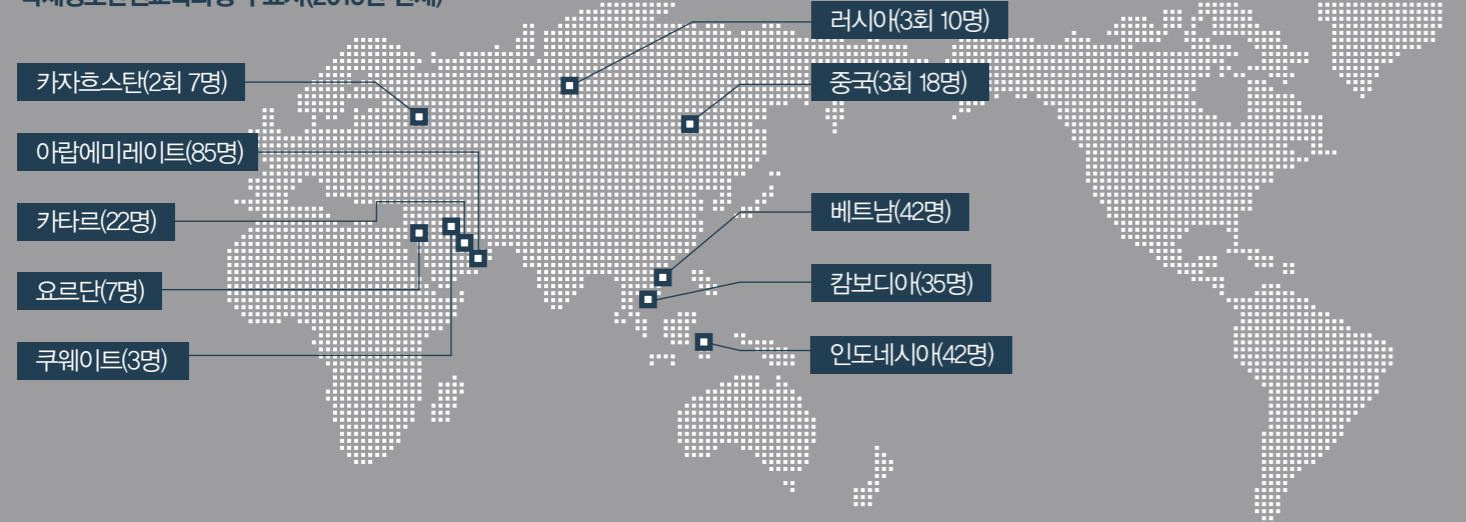 카자흐스탄(2회 7명)
아랍에미레이트(85명)
카타르(22명)
요르단(7명)
쿠웨이트(3명)
러시아(3회 10명)
중국(3회 18명)
베트남(42명)
캄보디아(35명)
인도네시아(42명)